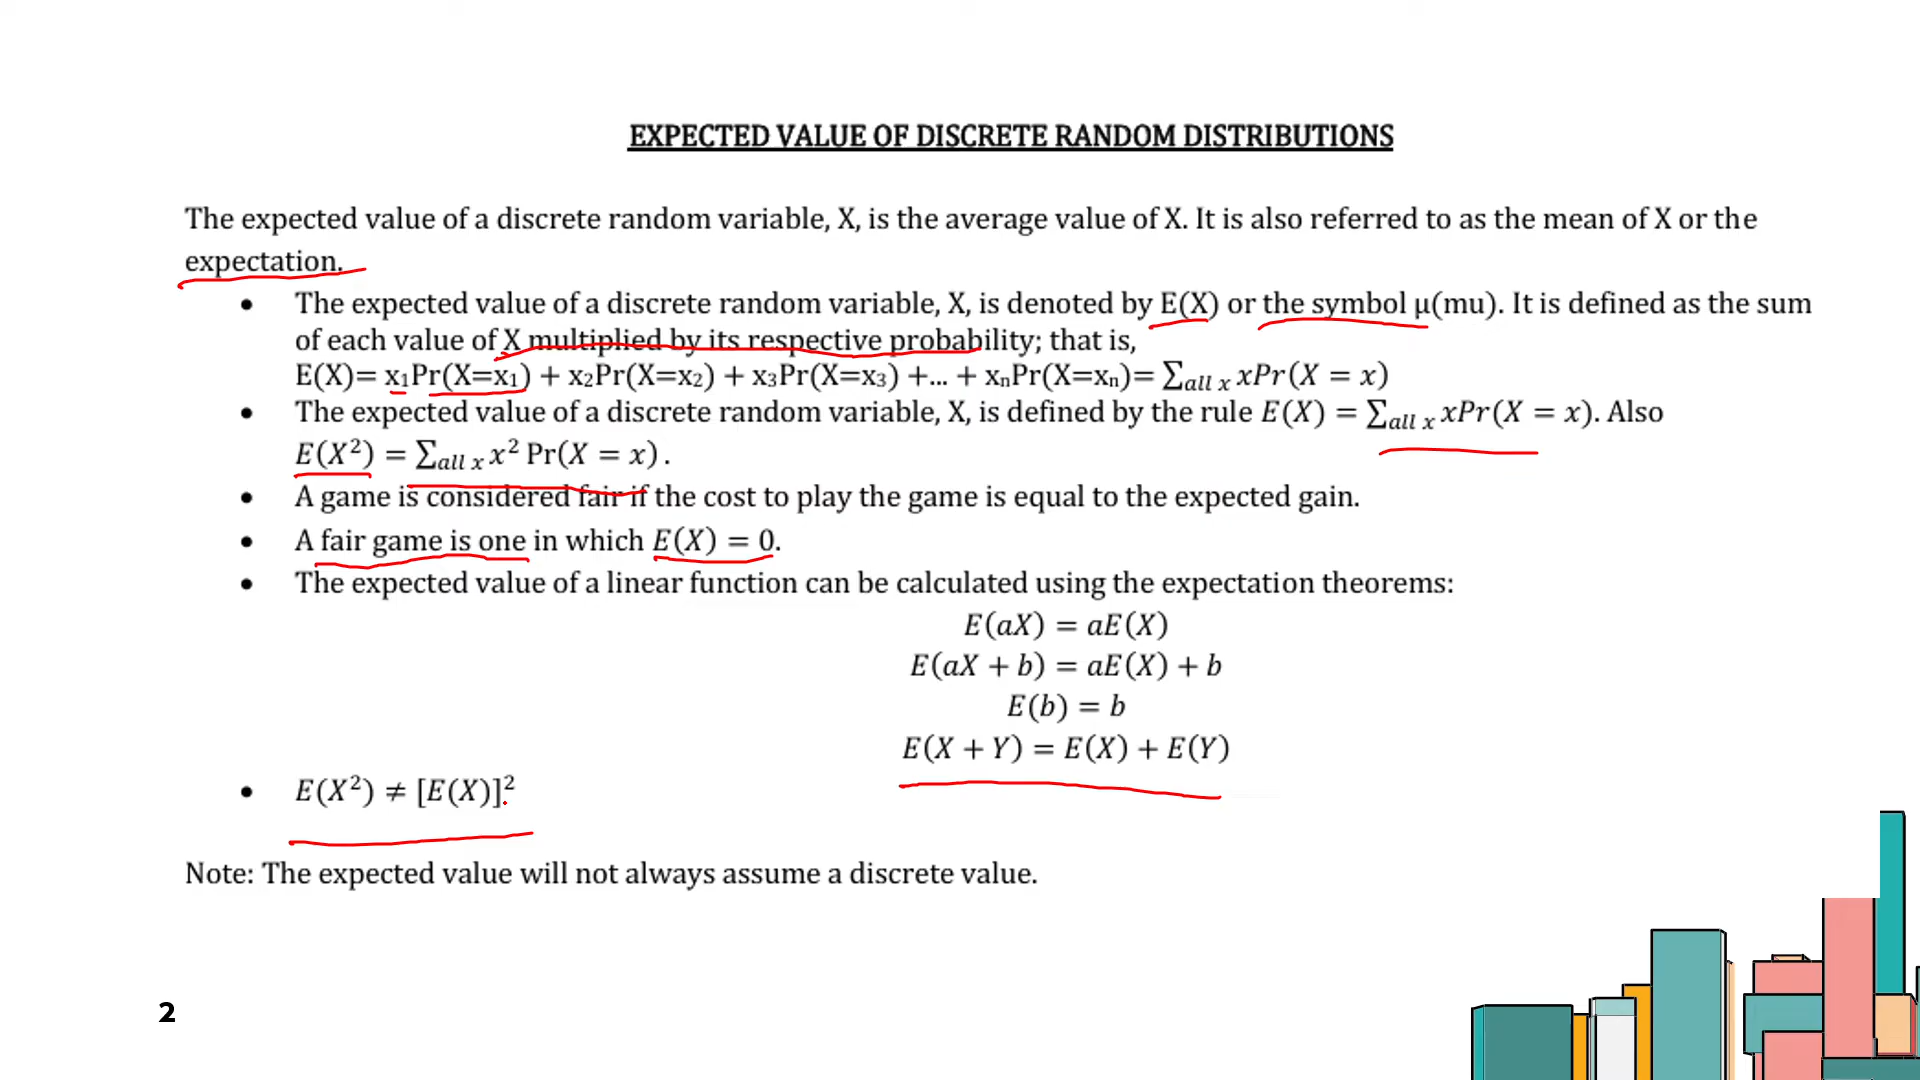 EXPECTED VALUE OF DISCRETE RANDOM DISTRIBUTIONS
The expected value of a discrete random variable, X, is the average value of X. It is also referred to as the mean of X or the
expectation.
• The expected value of a discrete random variable, X, is denoted by E(X) or the symbol μ(mu). It is defined as the sum
of each value of X multiplied by its respective probability; that is,
E(X)= x₁Pr(X=x₁) + x₂Pr(X=x₂) + x₃Pr(X=x₃) +... + xₙPr(X=xₙ)= ∑all x xPr(X = x)
• The expected value of a discrete random variable, X, is defined by the rule E(X) = ∑all x xPr(X = x). Also
E(X²) = ∑all x x² Pr(X = x).
• A game is considered fair if the cost to play the game is equal to the expected gain.
• A fair game is one in which E(X) = 0.
• The expected value of a linear function can be calculated using the expectation theorems:
E(aX) = aE(X)
E(aX + b) = aE(X) + b
E(b) = b
E(X + Y) = E(X) + E(Y)
• E(X²) ≠ [E(X)]²
Note: The expected value will not always assume a discrete value.
2